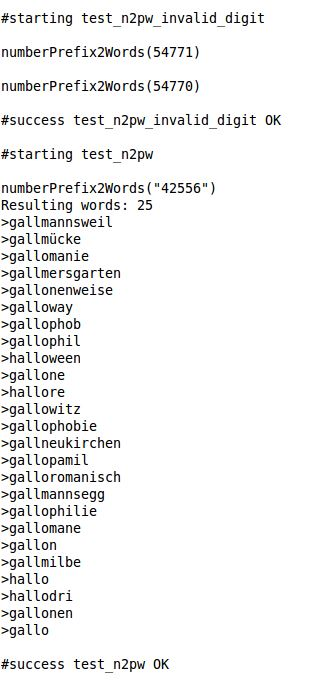 #starting test_n2pw_invalid_digit
numberPrefix2Words(54771)
numberPrefix2Words(54770)
#success test_n2pw_invalid_digit OK
#starting test_n2pw
numberPrefix2Words("42556")
Resulting words: 25
>gallmannsweil
>gallmücke
>gallomanie
>gallmersgarten
>gallonenweise
>galloway
>gallophob
>gallophil
>halloween
>gallone
>hallore
>gallowitz
>gallophobie
>gallneukirchen
>gallopamil
>galloromanisch
>gallmannsegg
>gallophilie
>gallomane
>gallon
>gallmilbe
>hallo
>hallodri
>gallonen
>gallo
#success test_n2pw OK